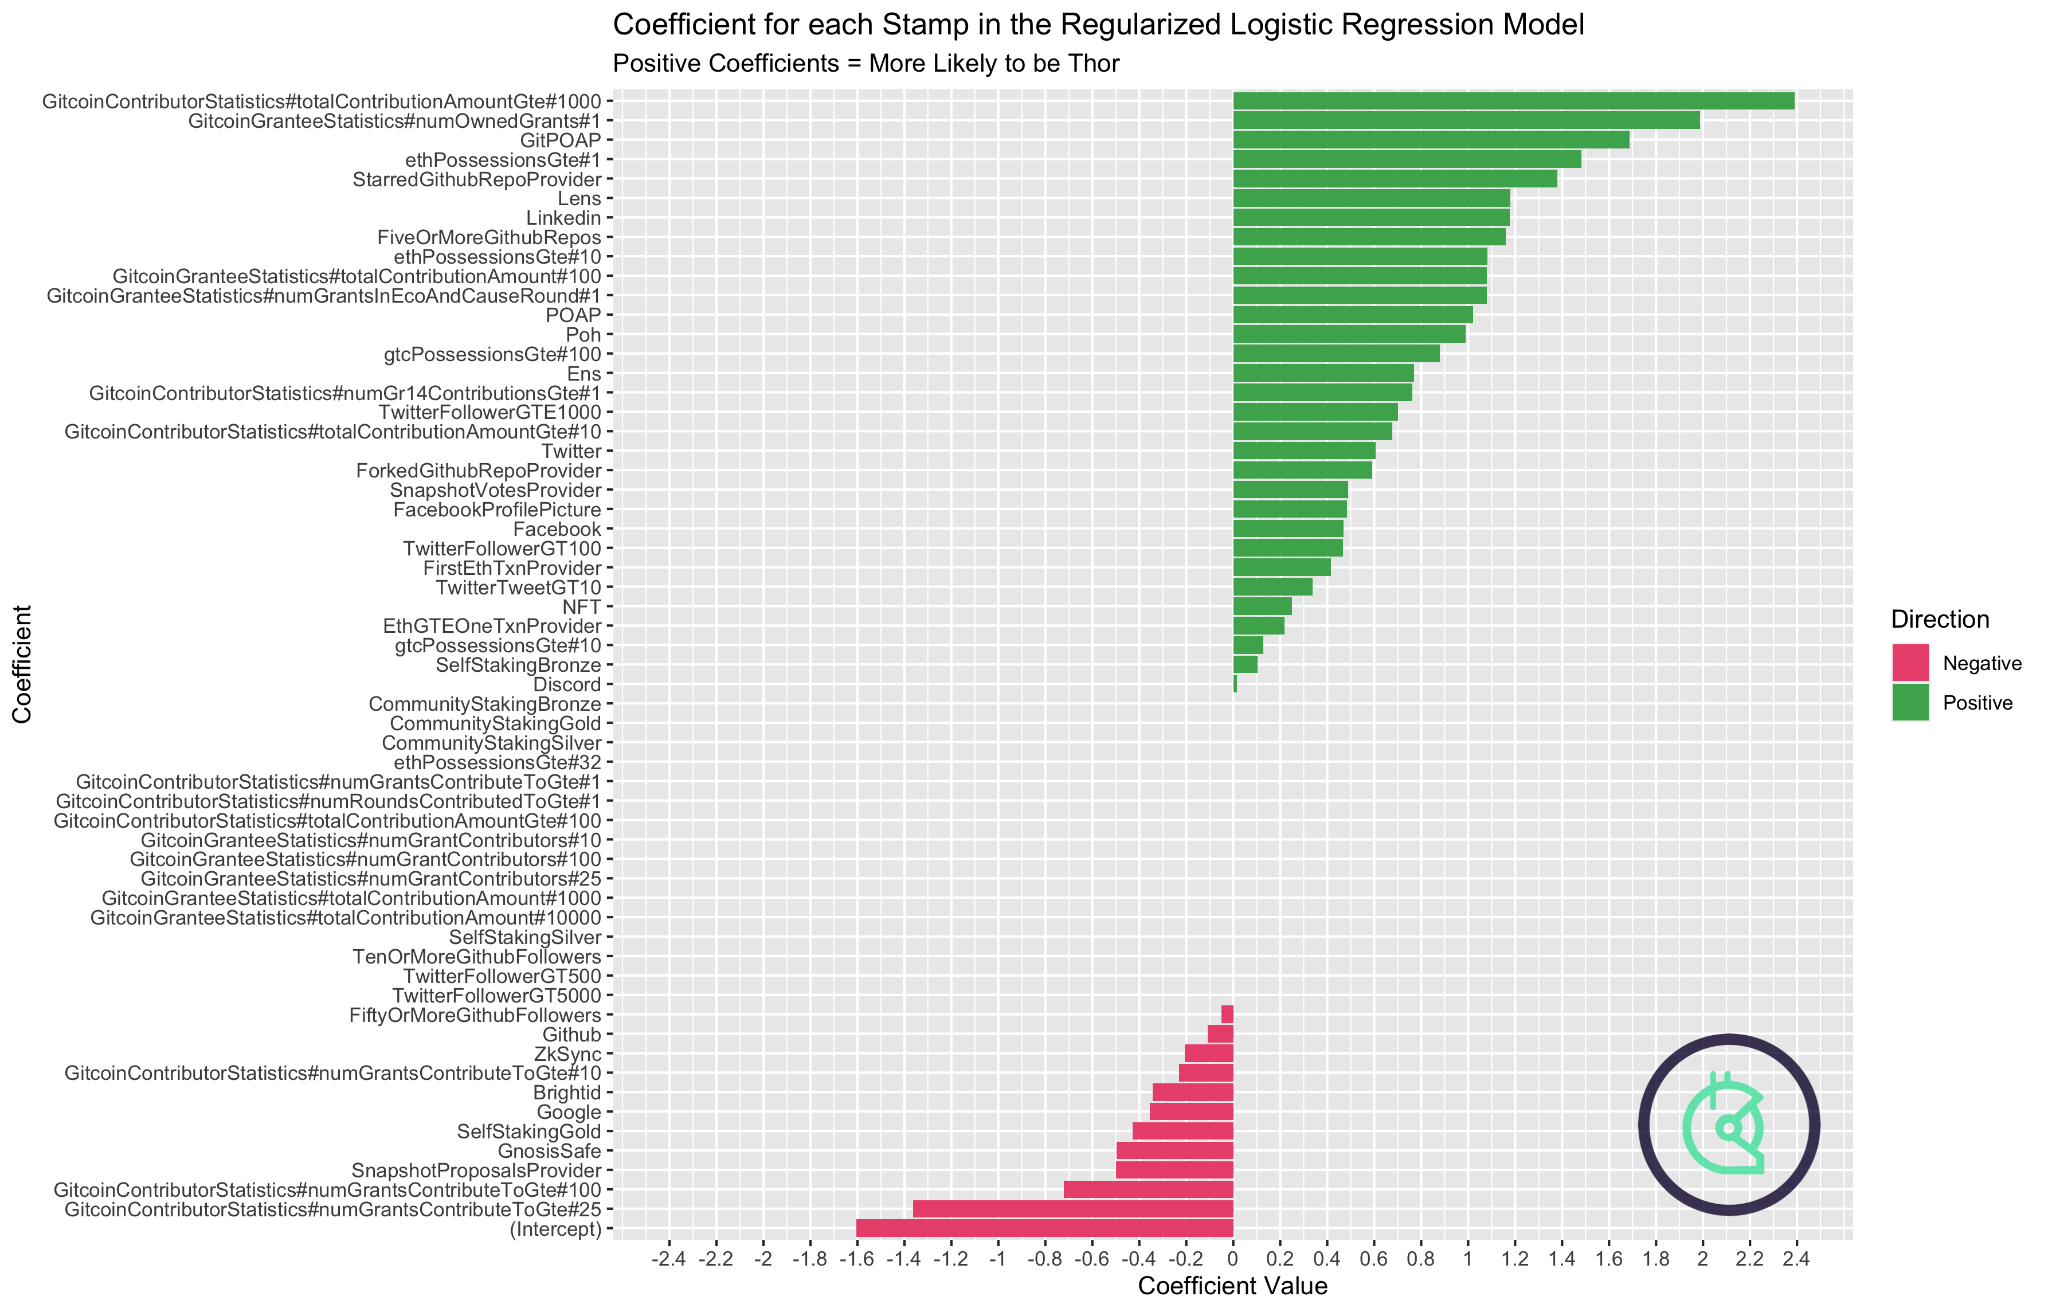 Coefficient for each Stamp in the Regularized Logistic Regression Model
Positive Coefficients = More Likely to be Thor
Coefficient
GitcoinContributorStatistics#totalContributionAmountGte#1000
GitcoinGranteeStatistics#numOwnedGrants#1
GitPOAP
ethPossessionsGte#1
StarredGithubRepoProvider
Lens
Linkedin
FiveOrMoreGithubRepos
ethPossessionsGte#10
GitcoinGranteeStatistics#totalContributionAmount#100
GitcoinGranteeStatistics#numGrantsInEcoAndCauseRound#1
POAP
Poh
gtcPossessionsGte#100
Ens
GitcoinContributorStatistics#numGr14ContributionsGte#1
TwitterFollowerGTE1000
GitcoinContributorStatistics#totalContributionAmountGte#10
Twitter
ForkedGithubRepoProvider
SnapshotVotesProvider
FacebookProfilePicture
Facebook
TwitterFollowerGT100
FirstEthTxnProvider
TwitterTweetGT10
NFT
EthGTEOneTxnProvider
gtcPossessionsGte#10
SelfStakingBronze
Discord
CommunityStakingBronze
CommunityStakingGold
CommunityStakingSilver
ethPossessionsGte#32
GitcoinContributorStatistics#numGrantsContributeToGte#1
GitcoinContributorStatistics#numRoundsContributedToGte#1
GitcoinContributorStatistics#totalContributionAmountGte#100
GitcoinGranteeStatistics#numGrantContributors#10
GitcoinGranteeStatistics#numGrantContributors#100
GitcoinGranteeStatistics#numGrantContributors#25
GitcoinGranteeStatistics#totalContributionAmount#1000
GitcoinGranteeStatistics#totalContributionAmount#10000
SelfStakingSilver
TenOrMoreGithubFollowers
TwitterFollowerGT500
TwitterFollowerGT5000
FiftyOrMoreGithubFollowers
Github
ZkSync
GitcoinContributorStatistics#numGrantsContributeToGte#10
Brightid
Google
SelfStakingGold
GnosisSafe
SnapshotProposalsProvider
GitcoinContributorStatistics#numGrantsContributeToGte#100
GitcoinContributorStatistics#numGrantsContributeToGte#25
(Intercept)
-2.4 -2.2 -2 -1.8 -1.6 -1.4 -1.2 -1 -0.8 -0.6 -0.4 -0.2 0 0.2 0.4 0.6 0.8 1 1.2 1.4 1.6 1.8 2 2.2 2.4
Coefficient Value
Direction
Negative
Positive